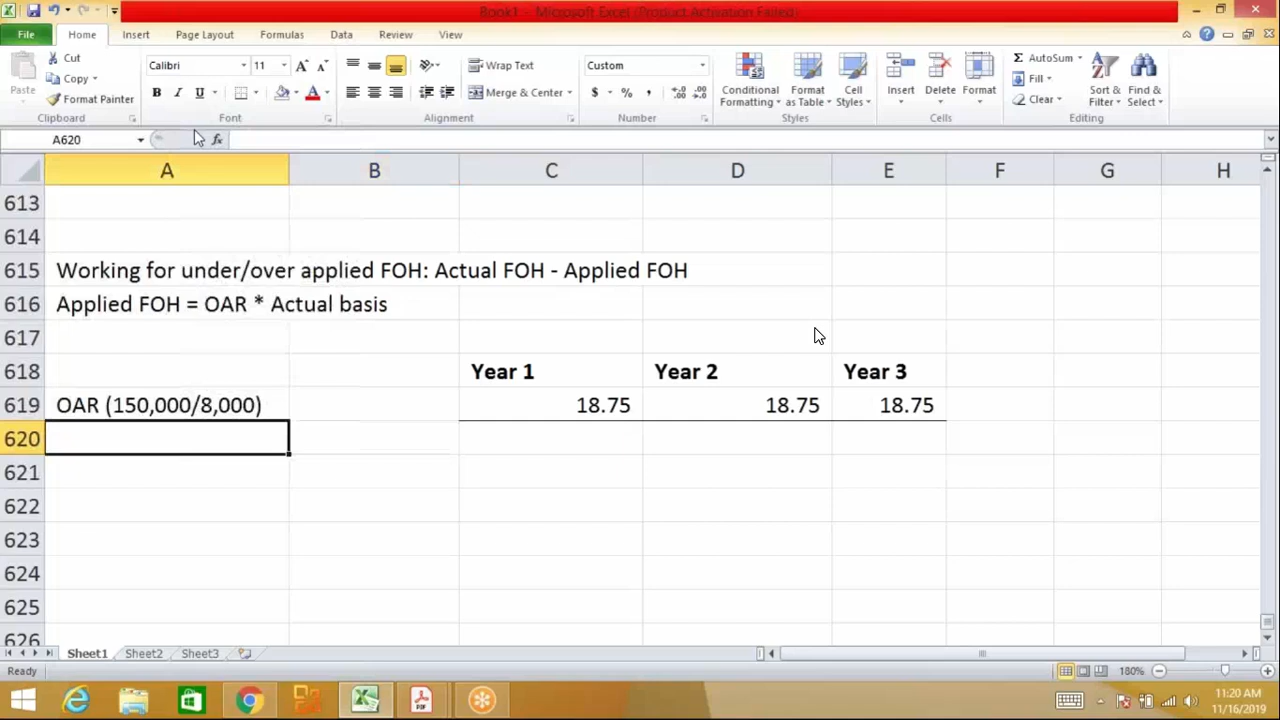 Book1 - Microsoft Excel (Product Activation Failed)
File Home Insert Page Layout Formulas Data Review View
Cut
Copy
Format Painter
Paste
Clipboard
Calibri 11
B I U
Font
Wrap Text
Merge & Center
Alignment
Custom
$ % ,
Number
Conditional Formatting
Format as Table
Cell Styles
Styles
Insert
Delete
Format
Cells
Σ AutoSum
Fill
Clear
Sort & Filter
Find & Select
Editing
A620 fx
A B C D E F G H
613
614
615 Working for under/over applied FOH: Actual FOH - Applied FOH
616 Applied FOH = OAR * Actual basis
617
618 Year 1 Year 2 Year 3
619 OAR (150,000/8,000) 18.75 18.75 18.75
620
621
622
623
624
625
626
Sheet1 Sheet2 Sheet3
Ready 180%
PDF
11:20 AM
11/16/2019